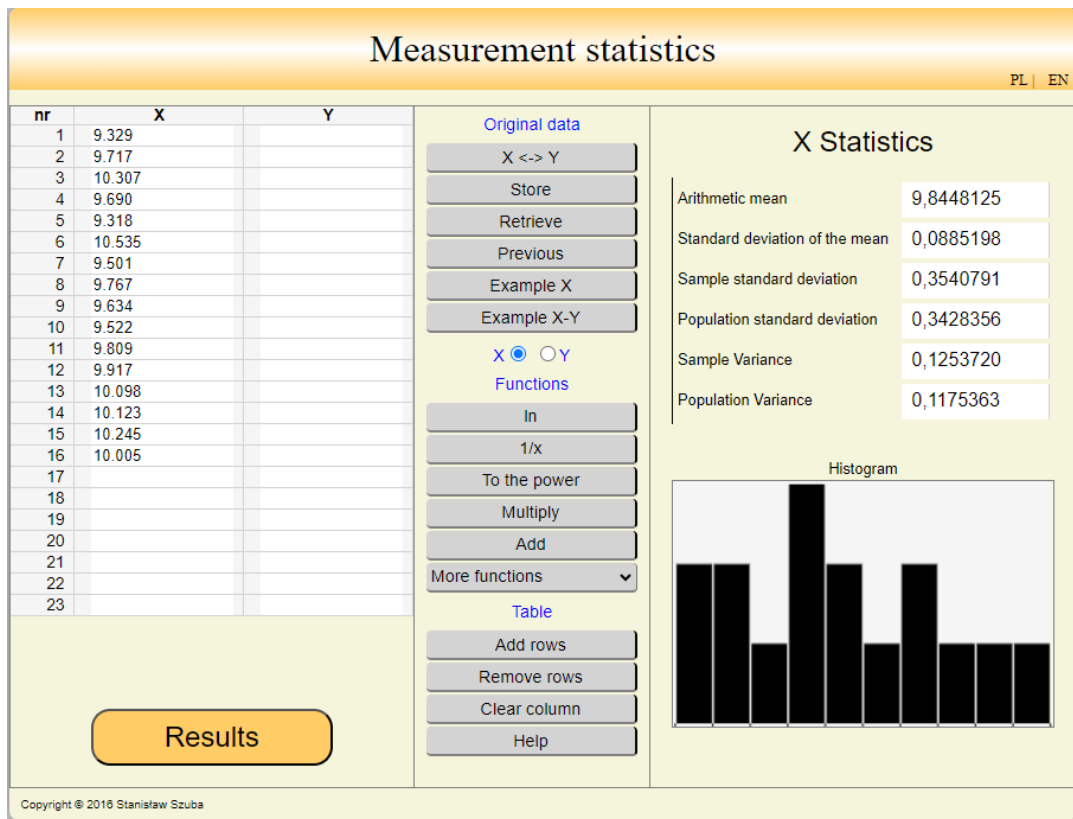 Measurement statistics
PL | EN
nr X Y
1 9.329
2 9.717
3 10.307
4 9.690
5 9.318
6 10.535
7 9.501
8 9.767
9 9.634
10 9.522
11 9.809
12 9.917
13 10.098
14 10.123
15 10.245
16 10.005
17
18
19
20
21
22
23
Results
Original data
X <-> Y
Store
Retrieve
Previous
Example X
Example X-Y
X Y
Functions
ln
1/x
To the power
Multiply
Add
More functions
Table
Add rows
Remove rows
Clear column
Help
X Statistics
Arithmetic mean 9,8448125
Standard deviation of the mean 0,0885198
Sample standard deviation 0,3540791
Population standard deviation 0,3428356
Sample Variance 0,1253720
Population Variance 0,1175363
Histogram
Copyright © 2016 Stanisław Szuba